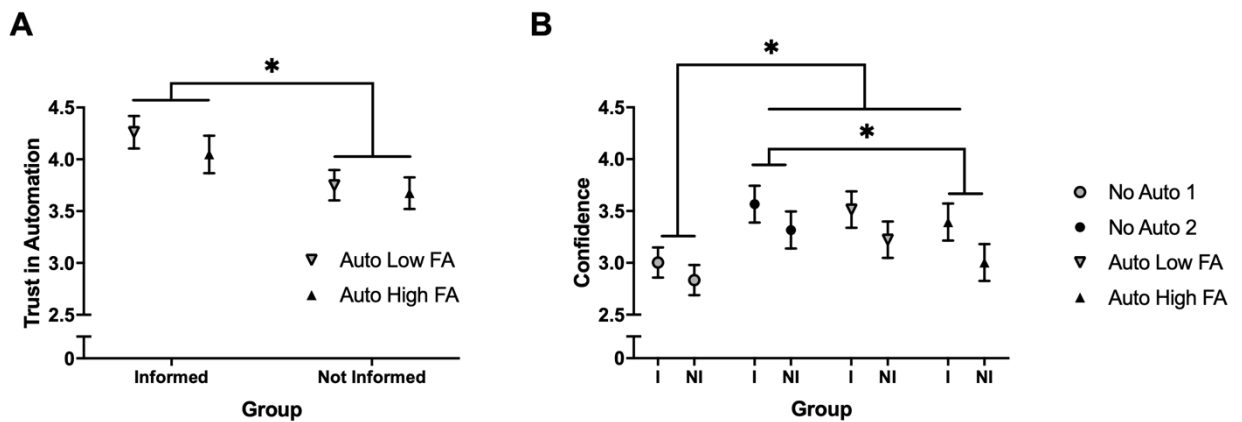 A
*
4.5
4.0
3.5
3.0
2.5
0
Trust in Automation
Auto Low FA
Auto High FA
Informed Not Informed
Group
B
*
*
4.5
4.0
3.5
3.0
2.5
0
Confidence
I NI I NI I NI I NI
Group
No Auto 1
No Auto 2
Auto Low FA
Auto High FA